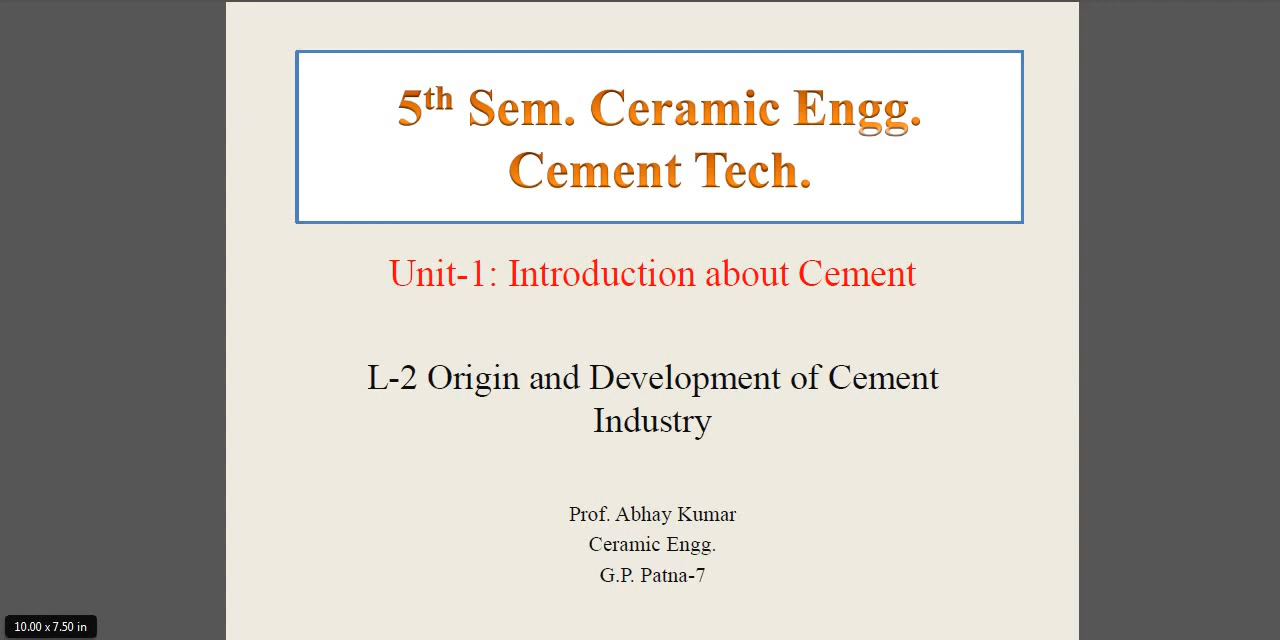 5th Sem. Ceramic Engg.
Cement Tech.
Unit-1: Introduction about Cement
L-2 Origin and Development of Cement
Industry
Prof. Abhay Kumar
Ceramic Engg.
G.P. Patna-7
10.00 x 7.50 in